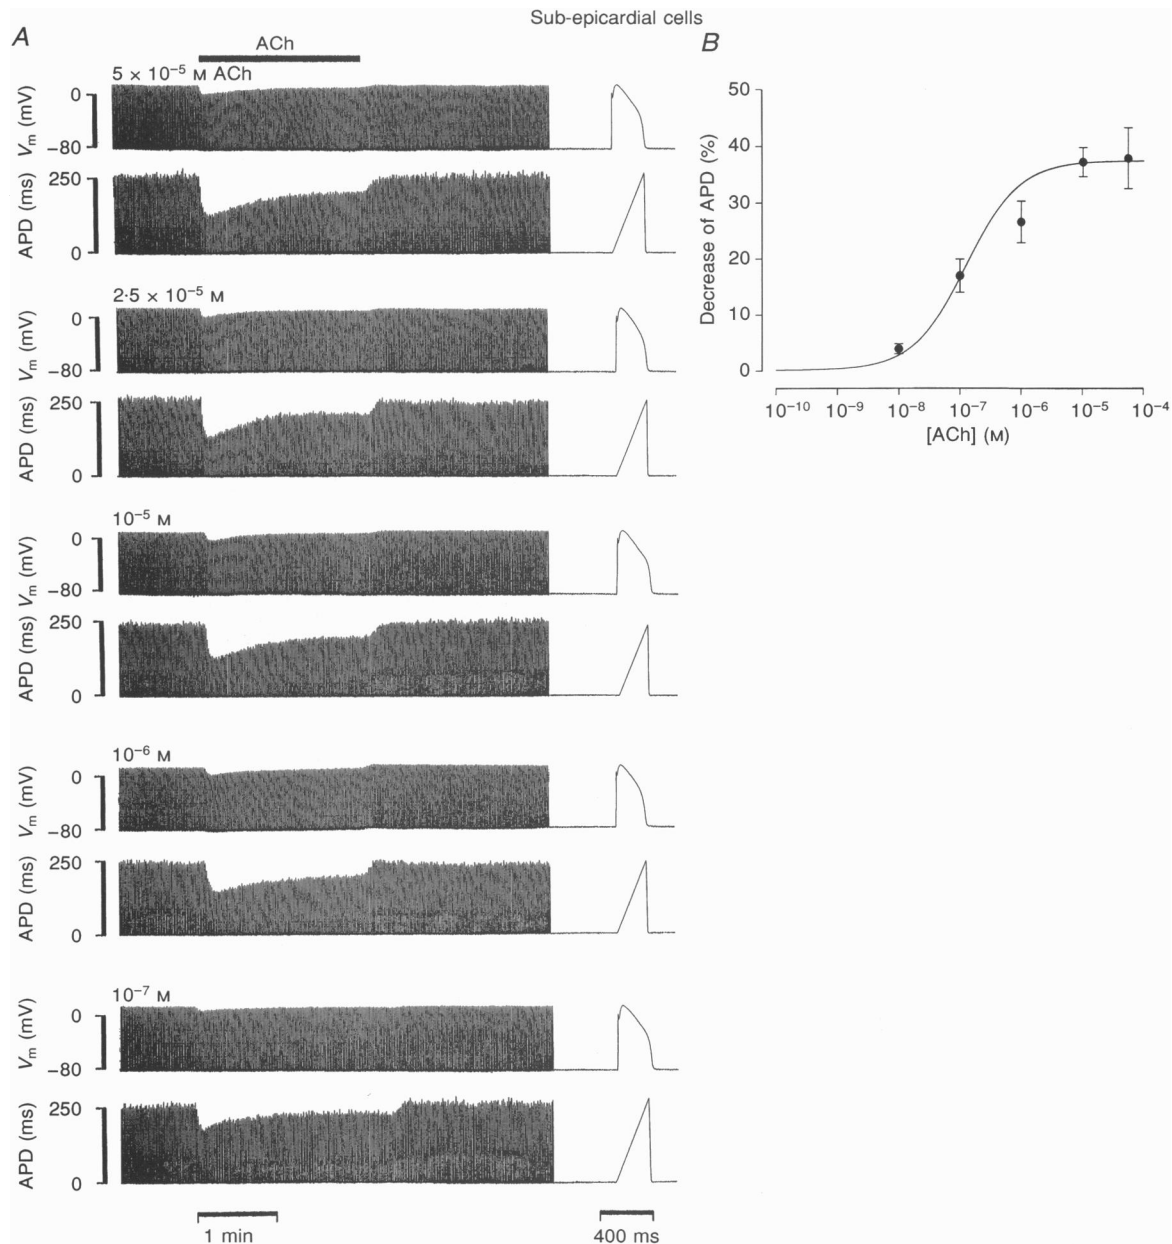 Sub-epicardial cells
A
ACh
5 × 10⁻⁵ M ACh
Vm (mV)
0
−80
APD (ms)
250
0
2·5 × 10⁻⁵ M
Vm (mV)
0
−80
APD (ms)
250
0
10⁻⁵ M
Vm (mV)
0
−80
APD (ms)
250
0
10⁻⁶ M
Vm (mV)
0
−80
APD (ms)
250
0
10⁻⁷ M
Vm (mV)
0
−80
APD (ms)
250
0
1 min
400 ms
B
Decrease of APD (%)
50
40
30
20
10
0
10⁻¹⁰ 10⁻⁹ 10⁻⁸ 10⁻⁷ 10⁻⁶ 10⁻⁵ 10⁻⁴
[ACh] (M)